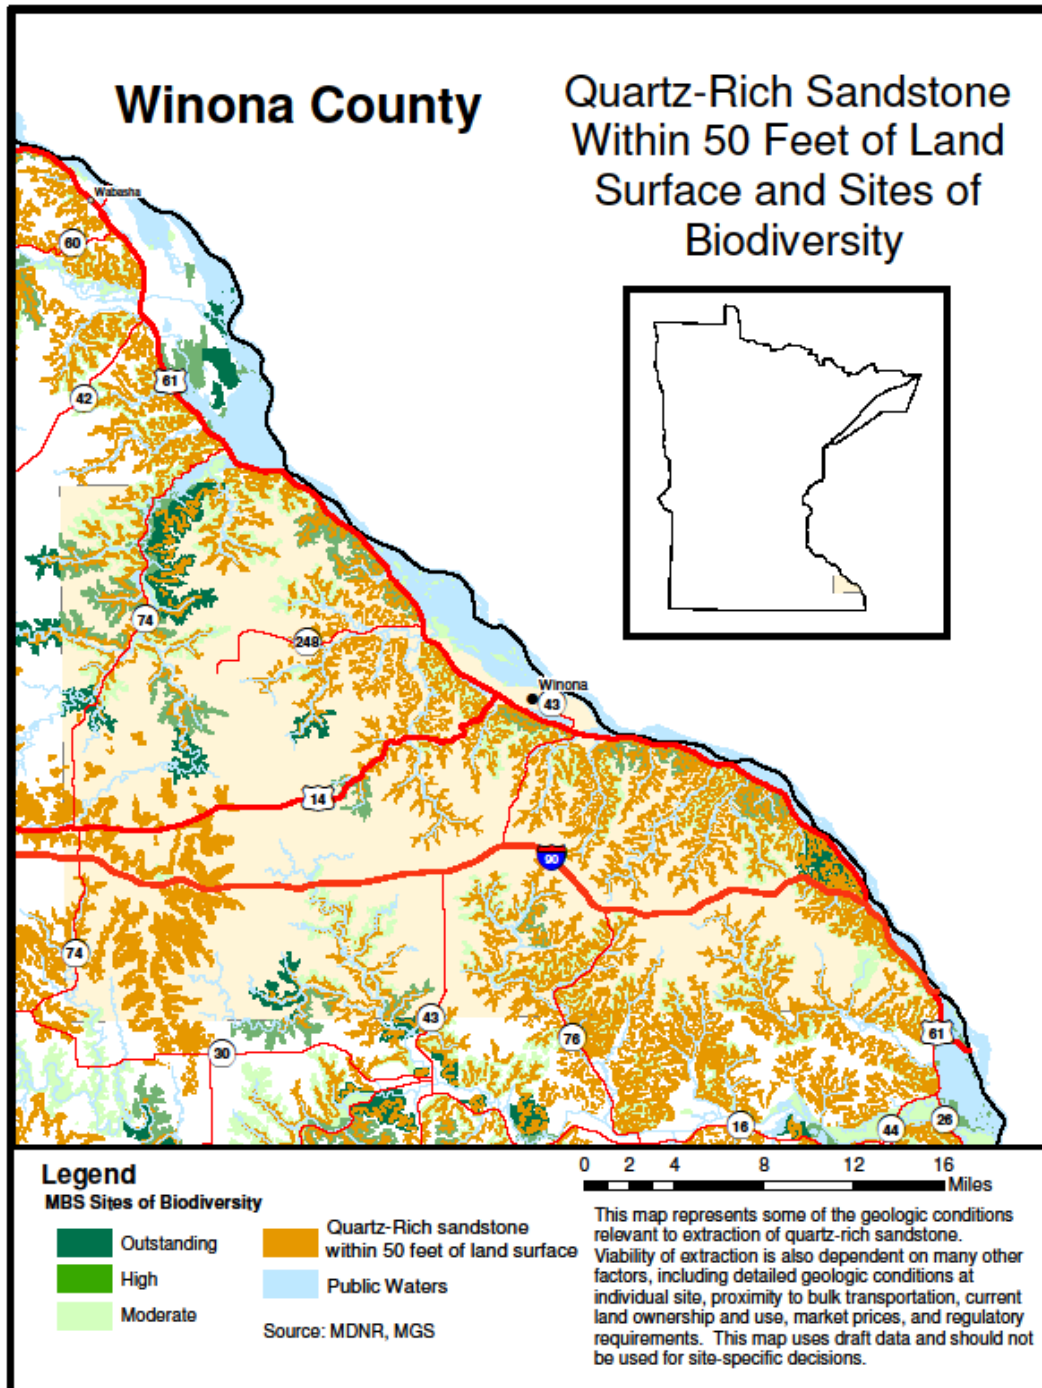 Winona County
Quartz-Rich Sandstone
Within 50 Feet of Land
Surface and Sites of
Biodiversity
Wabasha
60
61
42
74
248
Winona
43
14
90
74
43
76
61
30
16
44
26
Legend
MBS Sites of Biodiversity
Outstanding
High
Moderate
Quartz-Rich sandstone
within 50 feet of land surface
Public Waters
Source: MDNR, MGS
0 2 4 8 12 16
Miles
This map represents some of the geologic conditions
relevant to extraction of quartz-rich sandstone.
Viability of extraction is also dependent on many other
factors, including detailed geologic conditions at
individual site, proximity to bulk transportation, current
land ownership and use, market prices, and regulatory
requirements. This map uses draft data and should not
be used for site-specific decisions.